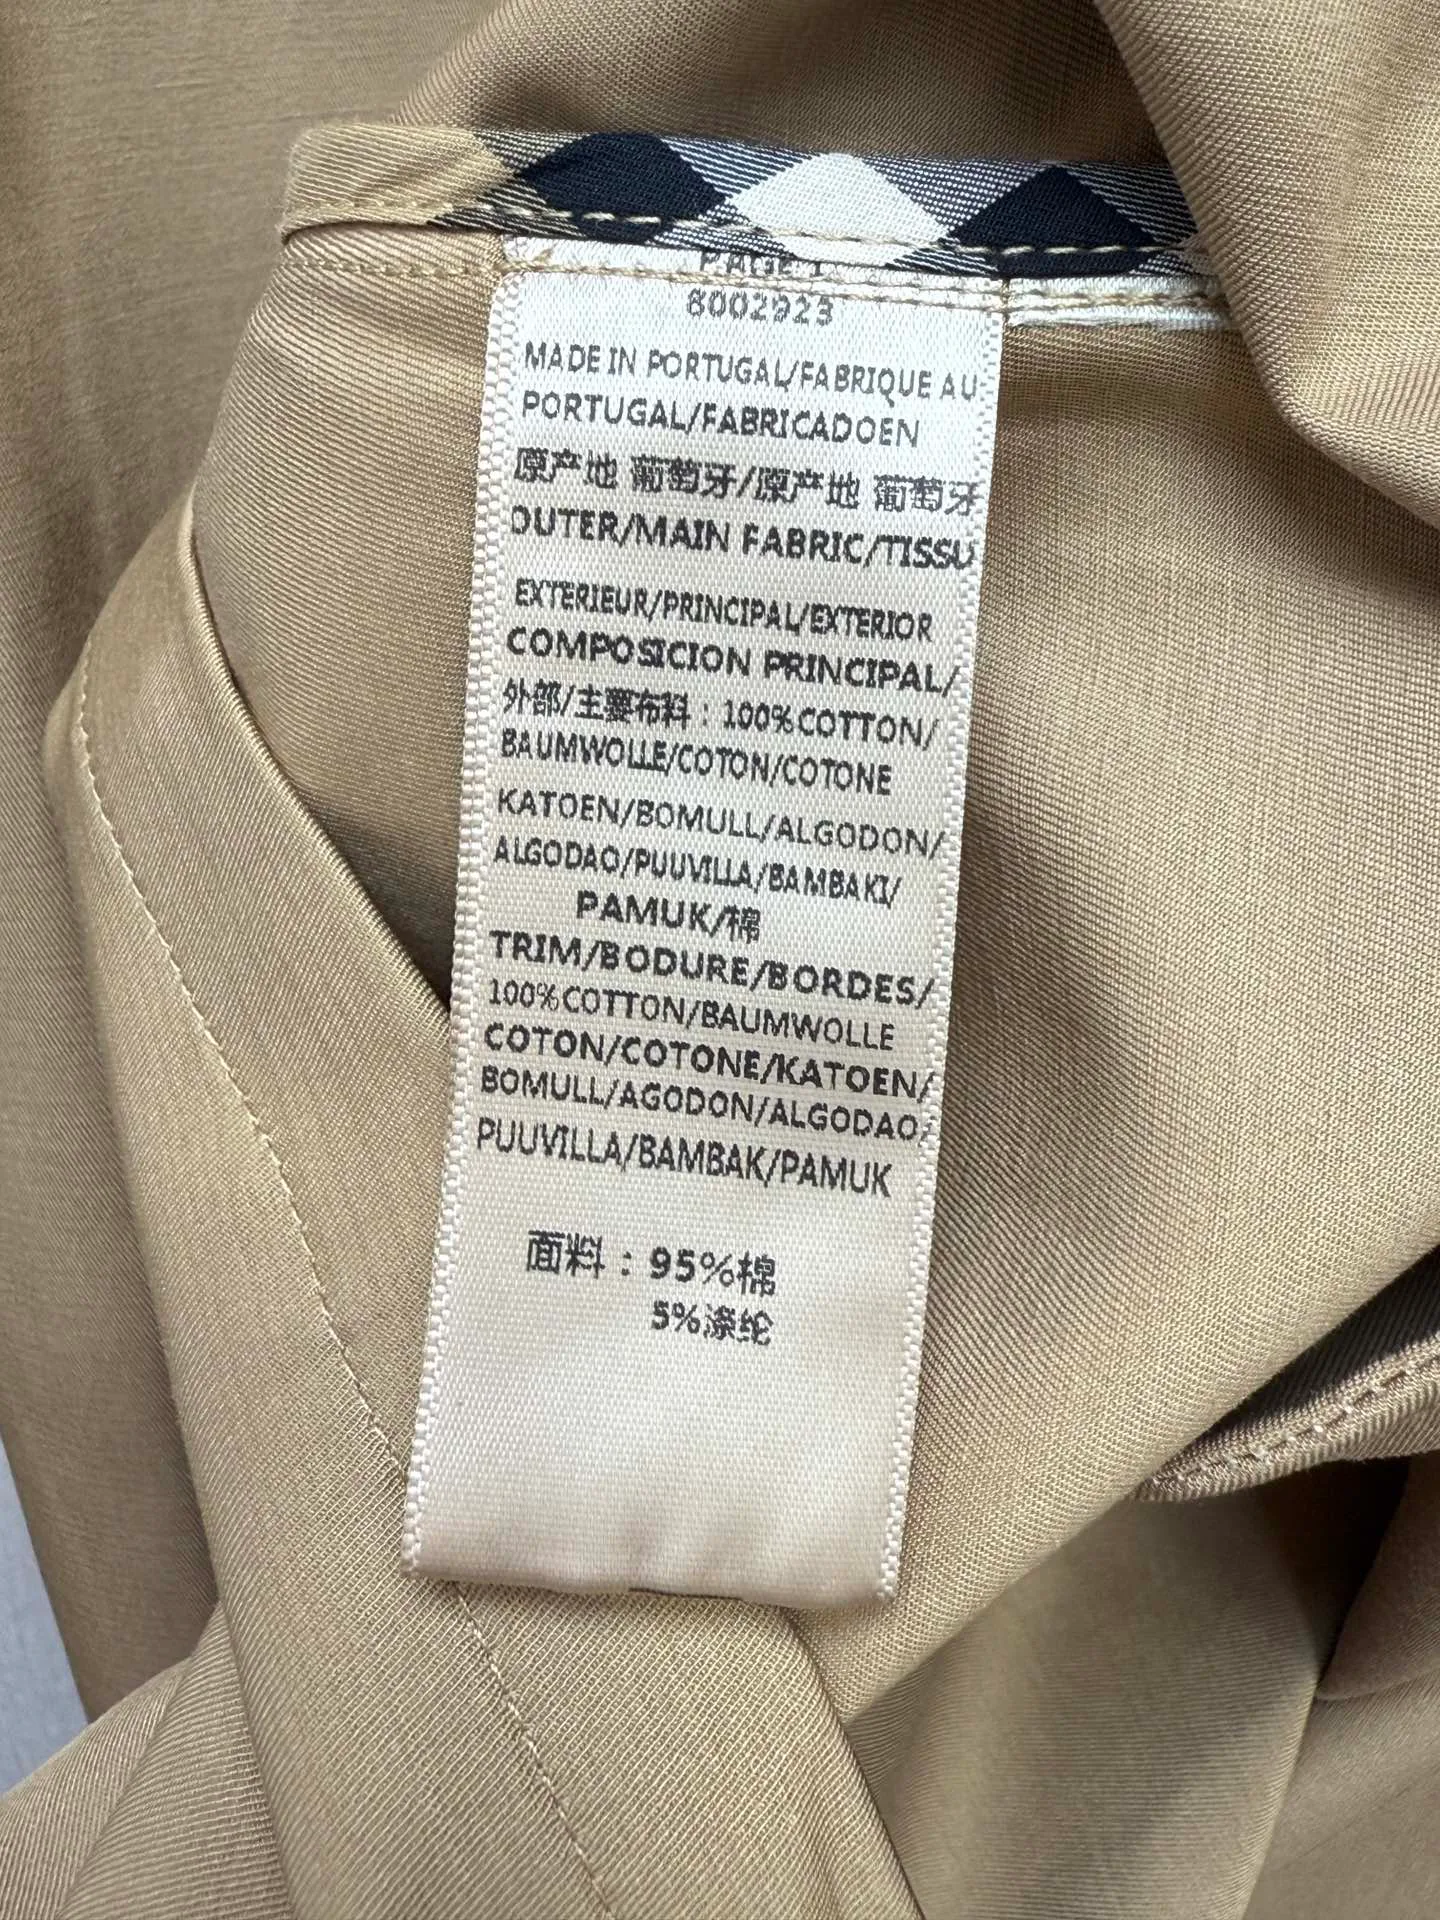 PAGE 1
8002923
MADE IN PORTUGAL/FABRIQUE AU
PORTUGAL/FABRICADOEN
原产地 葡萄牙/原产地 葡萄牙
OUTER/MAIN FABRIC/TISSU
EXTERIEUR/PRINCIPAL/EXTERIOR
COMPOSICION PRINCIPAL/
外部/主要布料：100%COTTON/
BAUMWOLLE/COTON/COTONE
KATOEN/BOMULL/ALGODON/
ALGODAO/PUUVILLA/BAMBAKI/
PAMUK/棉
TRIM/BODURE/BORDES/
100%COTTON/BAUMWOLLE
COTON/COTONE/KATOEN/
BOMULL/AGODON/ALGODAO/
PUUVILLA/BAMBAK/PAMUK
面料：95%棉
5%涤纶